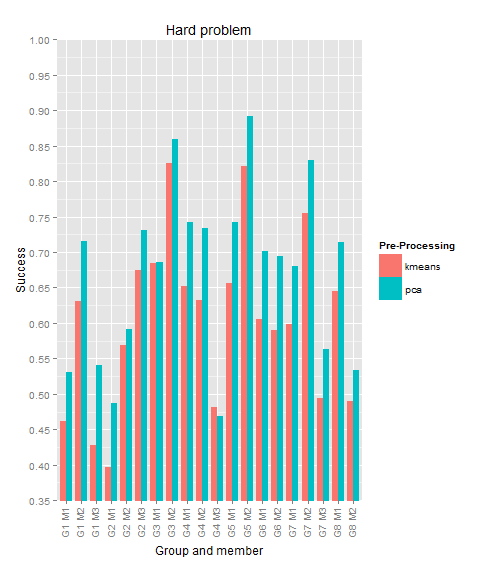 Hard problem
1.00
0.95
0.90
0.85
0.80
0.75
0.70
0.65
0.60
0.55
0.50
0.45
0.40
0.35
Success
G1 M1
G1 M2
G1 M3
G2 M1
G2 M2
G2 M3
G3 M1
G3 M2
G4 M1
G4 M2
G4 M3
G5 M1
G5 M2
G6 M1
G6 M2
G7 M1
G7 M2
G7 M3
G8 M1
G8 M2
Group and member
Pre-Processing
kmeans
pca